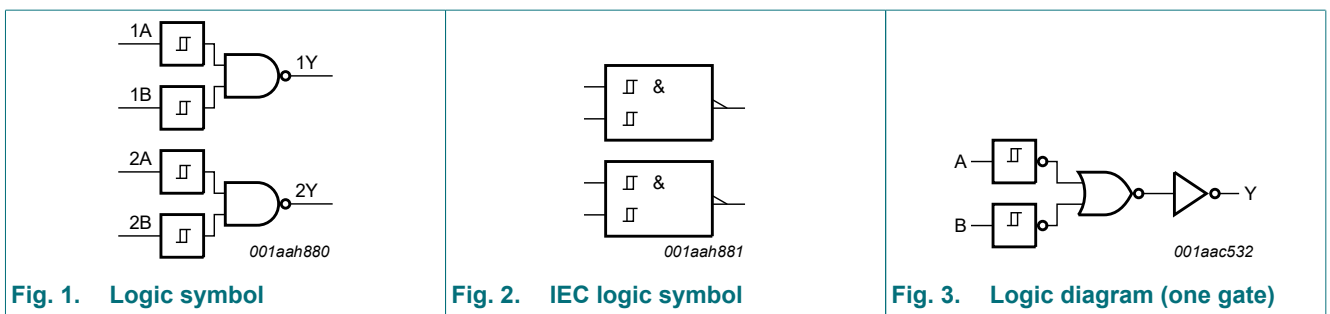 1A
1B
1Y
2A
2B
2Y
001aah880
Fig. 1. Logic symbol
&
&
001aah881
Fig. 2. IEC logic symbol
A
B
Y
001aac532
Fig. 3. Logic diagram (one gate)